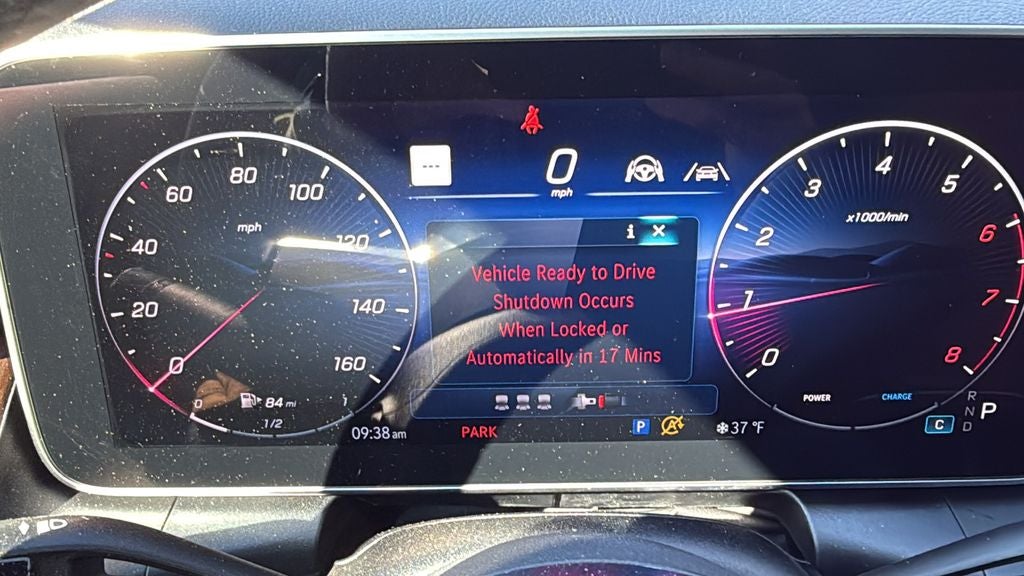 0
mph
---
i X
Vehicle Ready to Drive
Shutdown Occurs
When Locked or
Automatically in 17 Mins
mph
0
20
40
60
80
100
120
140
160
0
1/2
1
84 mi
09:38 am
PARK
P
A
37 °F
x1000/min
0
1
2
3
4
5
6
7
8
POWER
CHARGE
C
R
N
D
P